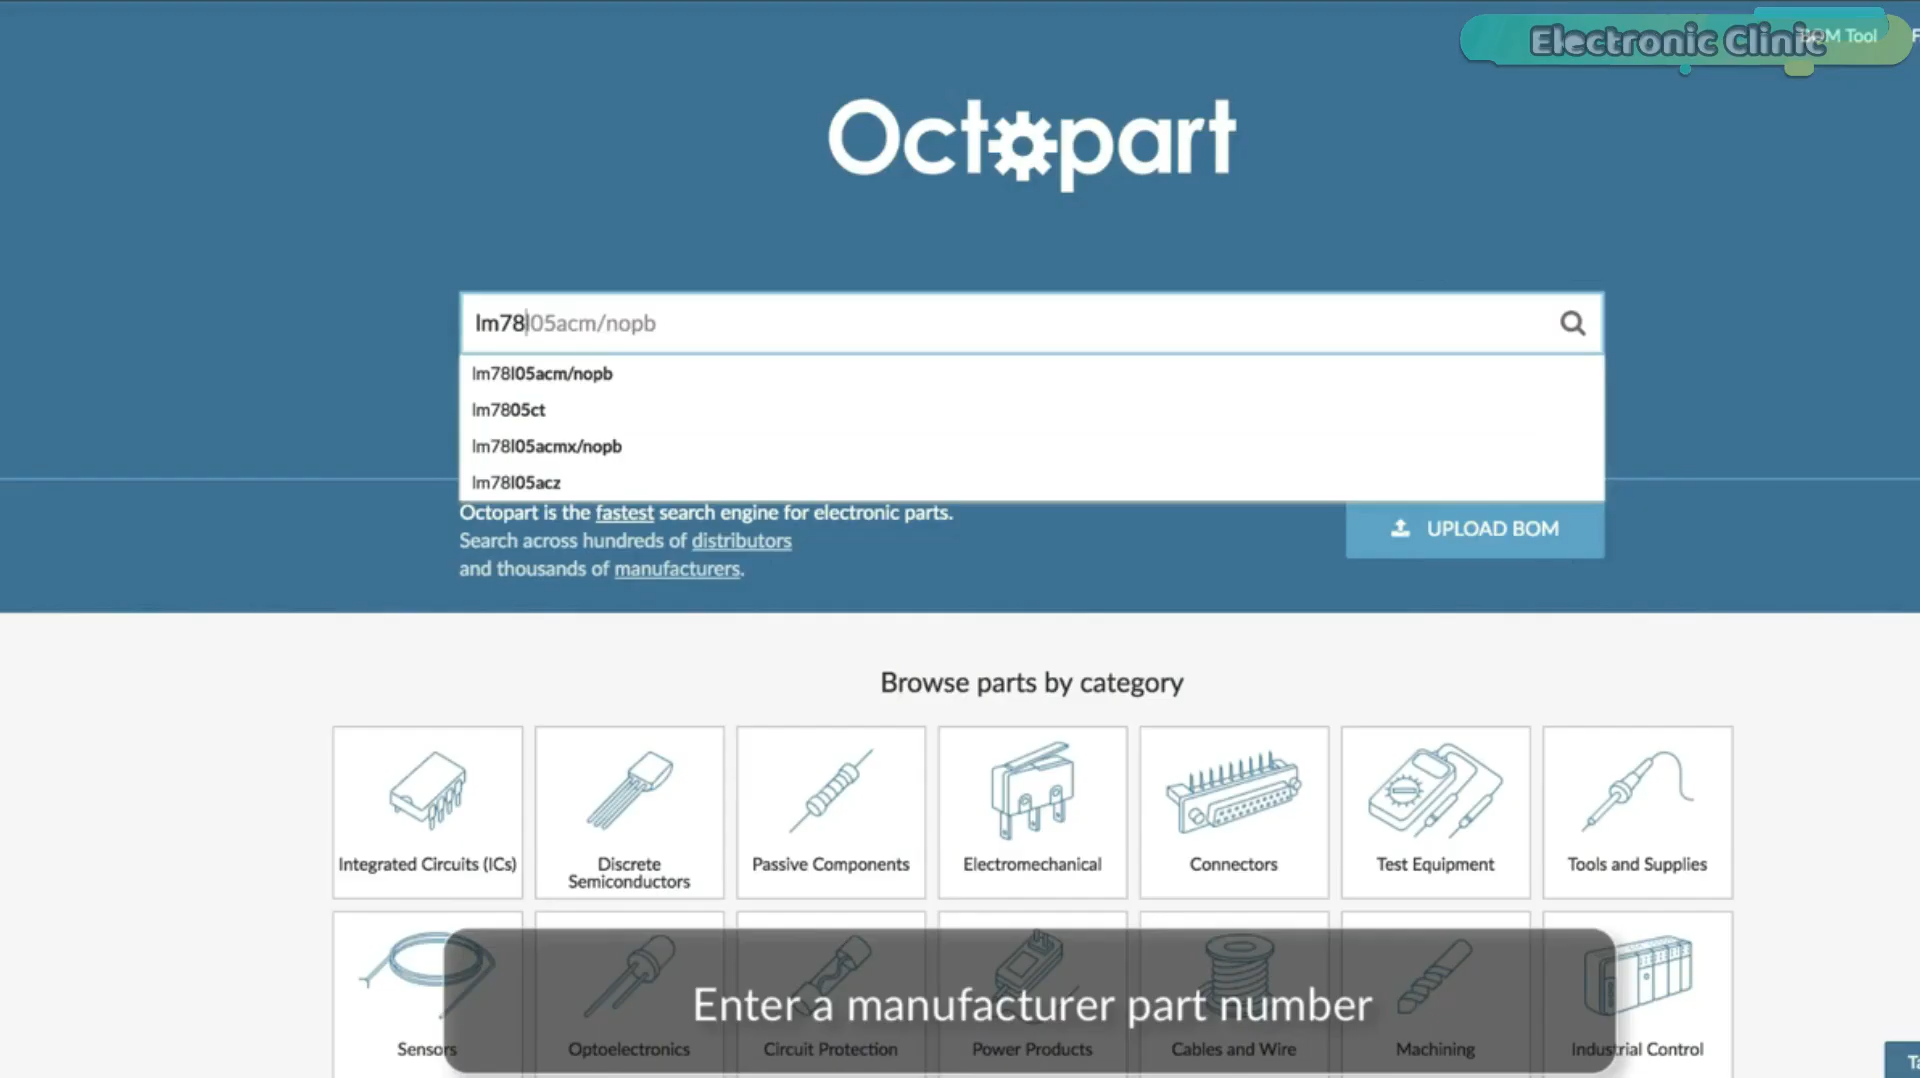 Electronic Clinic
BOM Tool
Octopart
lm78l05acm/nopb
lm78l05acm/nopb
lm7805ct
lm78l05acmx/nopb
lm78l05acz
Octopart is the fastest search engine for electronic parts.
Search across hundreds of distributors
and thousands of manufacturers.
UPLOAD BOM
Browse parts by category
Integrated Circuits (ICs)
Discrete
Semiconductors
Passive Components
Electromechanical
Connectors
Test Equipment
Tools and Supplies
Enter a manufacturer part number
Sensors
Optoelectronics
Circuit Protection
Power Products
Cables and Wire
Machining
Industrial Control